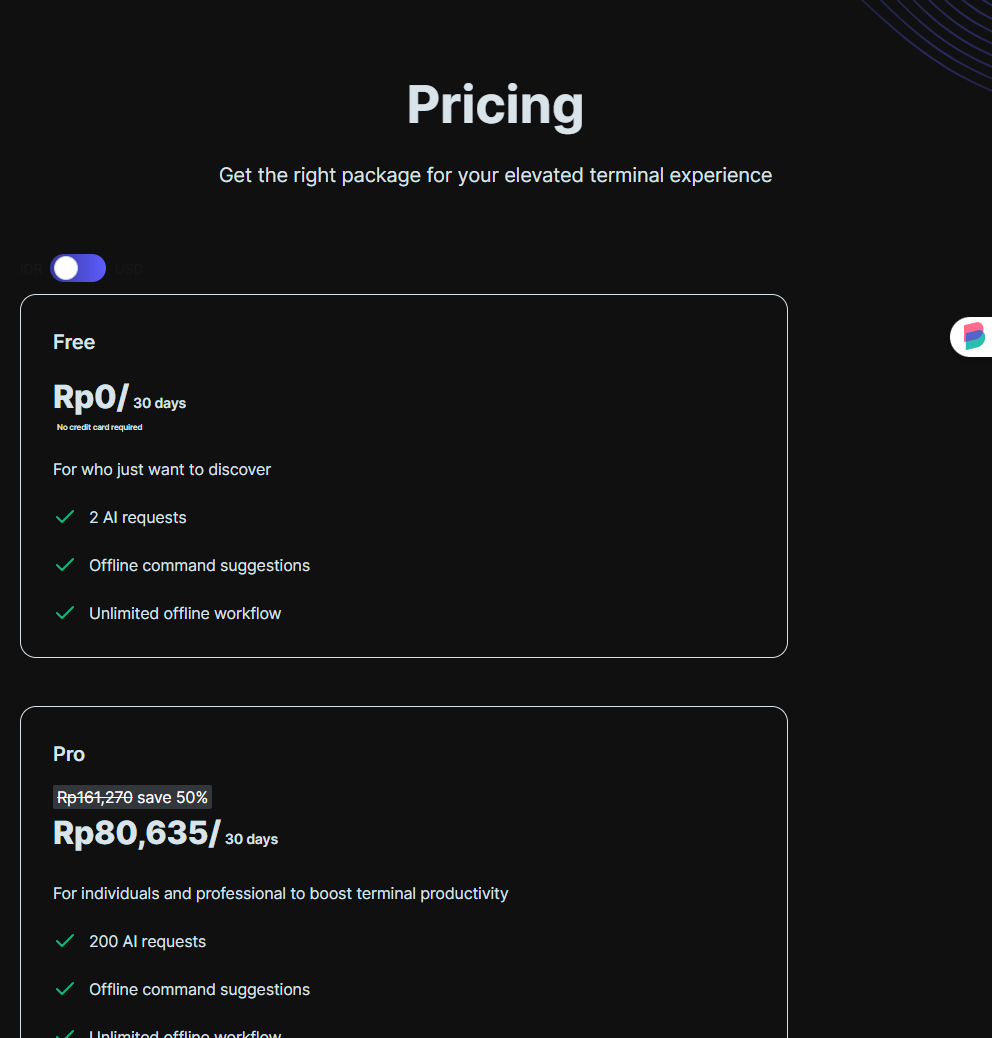 Pricing
Get the right package for your elevated terminal experience
IDR USD
Free
Rp0/ 30 days
No credit card required
For who just want to discover
2 AI requests
Offline command suggestions
Unlimited offline workflow
Pro
Rp161,270 save 50%
Rp80,635/ 30 days
For individuals and professional to boost terminal productivity
200 AI requests
Offline command suggestions
Unlimited offline workflow